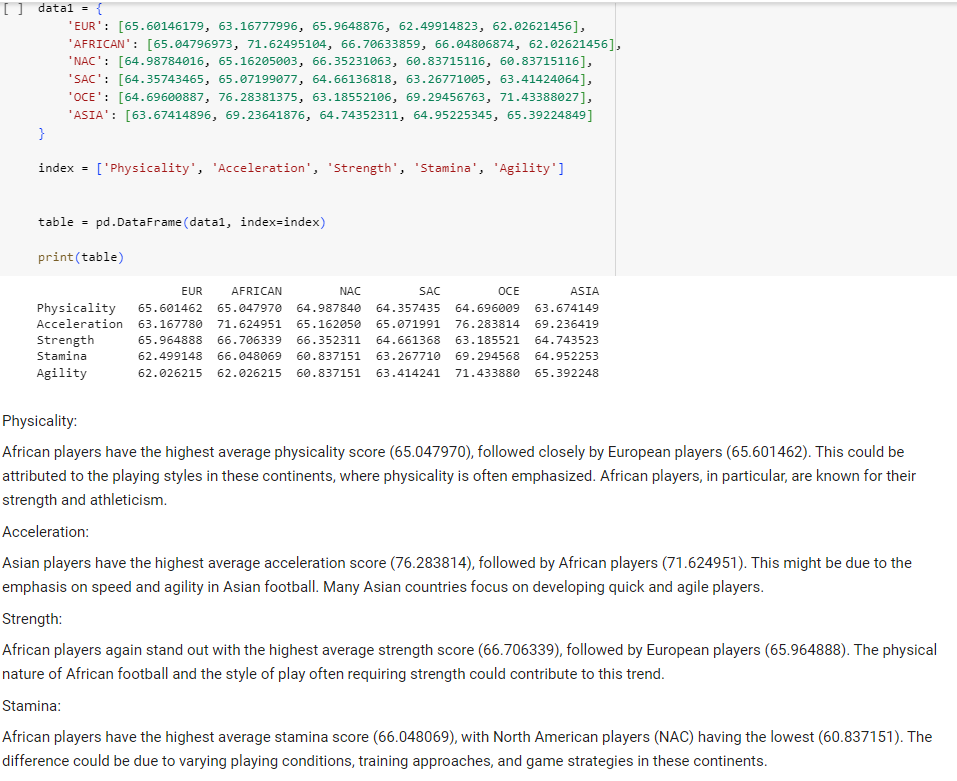 [ ] data1 = {
'EUR': [65.60146179, 63.16777996, 65.9648876, 62.49914823, 62.02621456],
'AFRICAN': [65.04796973, 71.62495104, 66.70633859, 66.04806874, 62.02621456],
'NAC': [64.98784016, 65.16205003, 66.35231063, 60.83715116, 60.83715116],
'SAC': [64.35743465, 65.07199077, 64.66136818, 63.26771005, 63.41424064],
'OCE': [64.69600887, 76.28381375, 63.18552106, 69.29456763, 71.43388027],
'ASIA': [63.67414896, 69.23641876, 64.74352311, 64.95225345, 65.39224849]
}
index = ['Physicality', 'Acceleration', 'Strength', 'Stamina', 'Agility']
table = pd.DataFrame(data1, index=index)
print(table)
EUR AFRICAN NAC SAC OCE ASIA
Physicality 65.601462 65.047970 64.987840 64.357435 64.696009 63.674149
Acceleration 63.167780 71.624951 65.162050 65.071991 76.283814 69.236419
Strength 65.964888 66.706339 66.352311 64.661368 63.185521 64.743523
Stamina 62.499148 66.048069 60.837151 63.267710 69.294568 64.952253
Agility 62.026215 62.026215 60.837151 63.414241 71.433880 65.392248
Physicality:
African players have the highest average physicality score (65.047970), followed closely by European players (65.601462). This could be
attributed to the playing styles in these continents, where physicality is often emphasized. African players, in particular, are known for their
strength and athleticism.
Acceleration:
Asian players have the highest average acceleration score (76.283814), followed by African players (71.624951). This might be due to the
emphasis on speed and agility in Asian football. Many Asian countries focus on developing quick and agile players.
Strength:
African players again stand out with the highest average strength score (66.706339), followed by European players (65.964888). The physical
nature of African football and the style of play often requiring strength could contribute to this trend.
Stamina:
African players have the highest average stamina score (66.048069), with North American players (NAC) having the lowest (60.837151). The
difference could be due to varying playing conditions, training approaches, and game strategies in these continents.